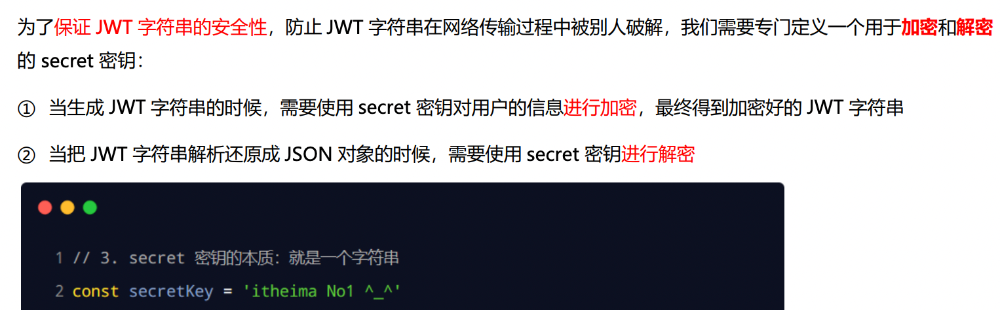 为了保证 JWT 字符串的安全性，防止 JWT 字符串在网络传输过程中被别人破解，我们需要专门定义一个用于加密和解密
的 secret 密钥：
① 当生成 JWT 字符串的时候，需要使用 secret 密钥对用户的信息进行加密，最终得到加密好的 JWT 字符串
② 当把 JWT 字符串解析还原成 JSON 对象的时候，需要使用 secret 密钥进行解密
1 // 3. secret 密钥的本质：就是一个字符串
2 const secretKey = 'itheima No1 ^_^'